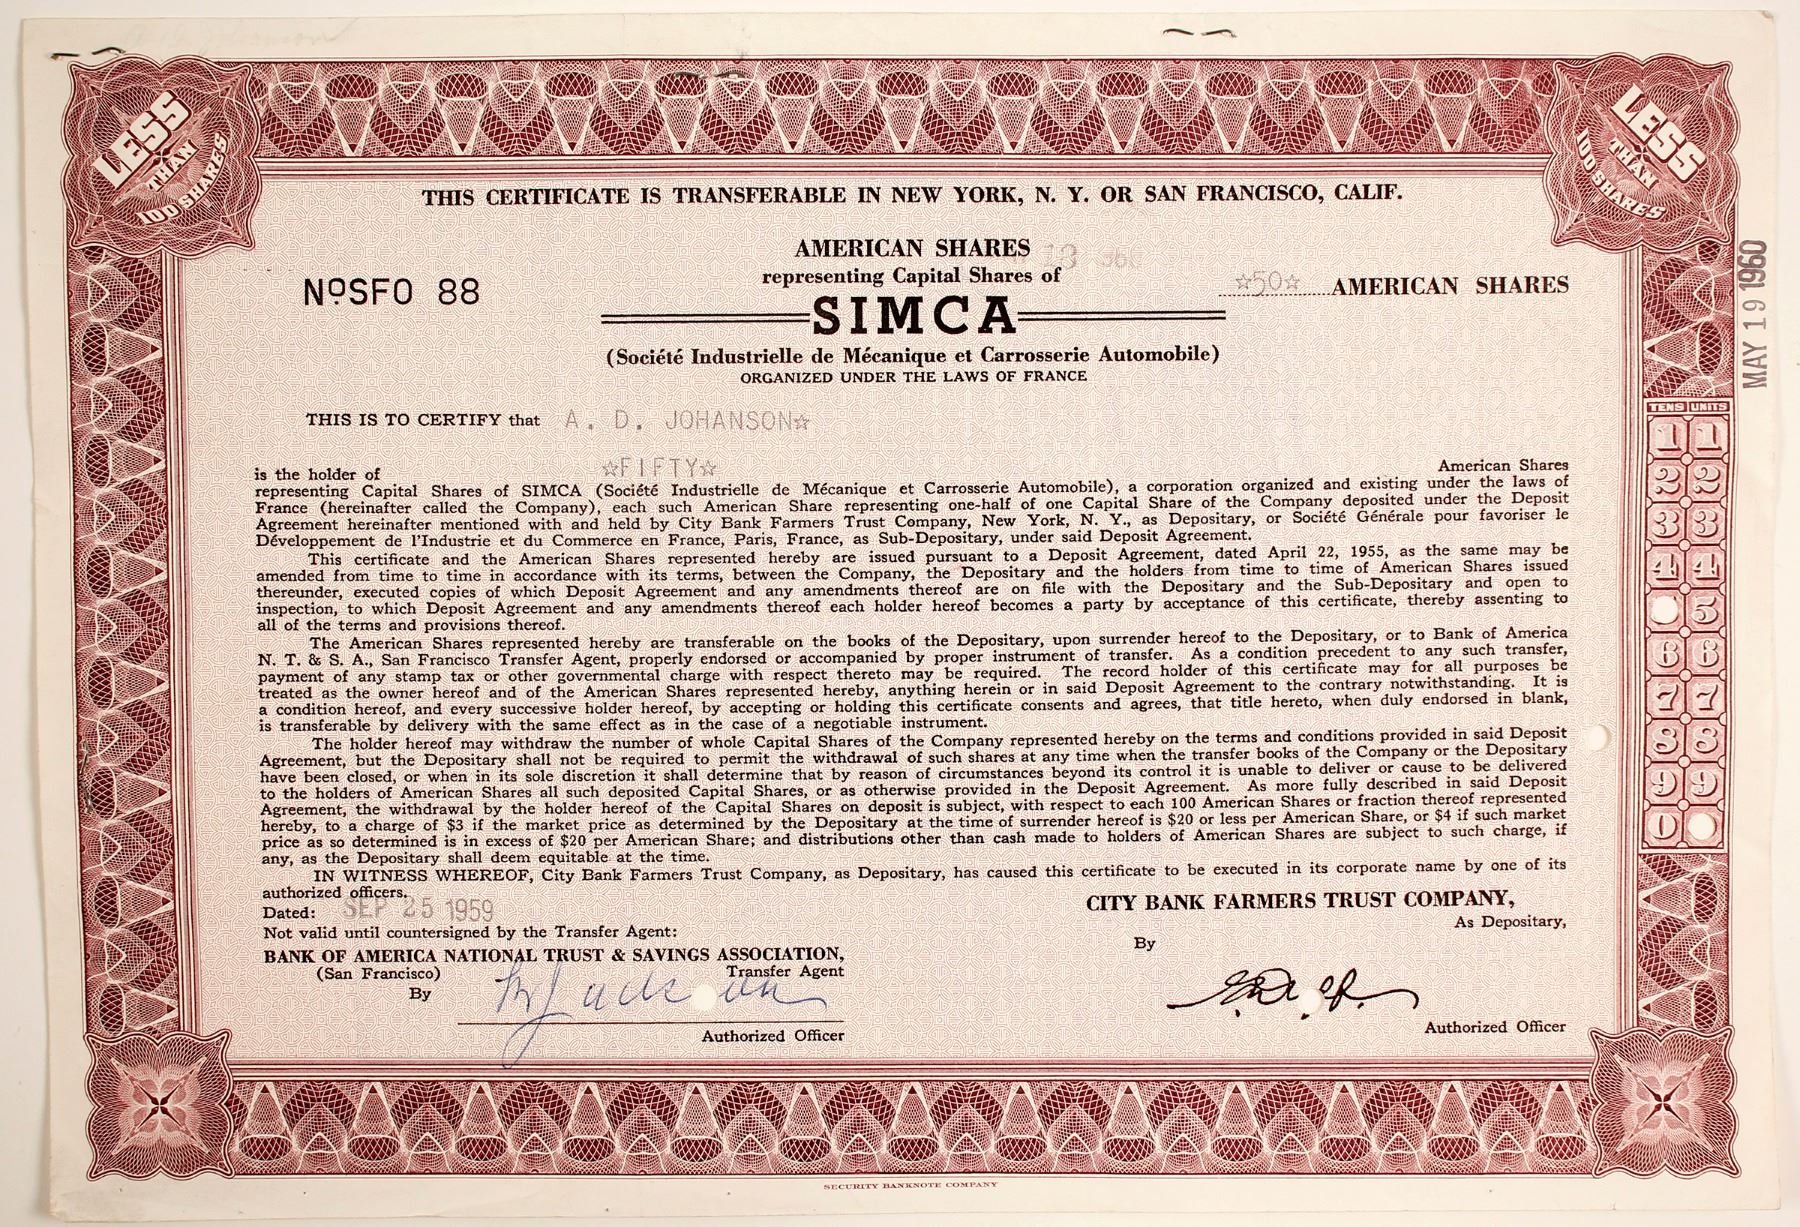 LESS
THAN
100 SHARES
LESS
THAN
100 SHARES
THIS CERTIFICATE IS TRANSFERABLE IN NEW YORK, N. Y. OR SAN FRANCISCO, CALIF.
AMERICAN SHARES
representing Capital Shares of
NºSFO 88
☆50☆ AMERICAN SHARES
SIMCA
(Société Industrielle de Mécanique et Carrosserie Automobile)
ORGANIZED UNDER THE LAWS OF FRANCE
MAY 19 1960
THIS IS TO CERTIFY that A. D. JOHANSON☆
is the holder of ☆FIFTY☆ American Shares
representing Capital Shares of SIMCA (Société Industrielle de Mécanique et Carrosserie Automobile), a corporation organized and existing under the laws of
France (hereinafter called the Company), each such American Share representing one-half of one Capital Share of the Company deposited under the Deposit
Agreement hereinafter mentioned with and held by City Bank Farmers Trust Company, New York, N. Y., as Depositary, or Société Générale pour favoriser le
Développement de l'Industrie et du Commerce en France, Paris, France, as Sub-Depositary, under said Deposit Agreement.
This certificate and the American Shares represented hereby are issued pursuant to a Deposit Agreement, dated April 22, 1955, as the same may be
amended from time to time in accordance with its terms, between the Company, the Depositary and the holders from time to time of American Shares issued
thereunder, executed copies of which Deposit Agreement and any amendments thereof are on file with the Depositary and the Sub-Depositary and open to
inspection, to which Deposit Agreement and any amendments thereof each holder hereof becomes a party by acceptance of this certificate, thereby assenting to
all of the terms and provisions thereof.
The American Shares represented hereby are transferable on the books of the Depositary, upon surrender hereof to the Depositary, or to Bank of America
N. T. & S. A., San Francisco Transfer Agent, properly endorsed or accompanied by proper instrument of transfer. As a condition precedent to any such transfer,
payment of any stamp tax or other governmental charge with respect thereto may be required. The record holder of this certificate may for all purposes be
treated as the owner hereof and of the American Shares represented hereby, anything herein or in said Deposit Agreement to the contrary notwithstanding. It is
a condition hereof, and every successive holder hereof, by accepting or holding this certificate consents and agrees, that title hereto, when duly endorsed in blank,
is transferable by delivery with the same effect as in the case of a negotiable instrument.
The holder hereof may withdraw the number of whole Capital Shares of the Company represented hereby on the terms and conditions provided in said Deposit
Agreement, but the Depositary shall not be required to permit the withdrawal of such shares at any time when the transfer books of the Company or the Depositary
have been closed, or when in its sole discretion it shall determine that by reason of circumstances beyond its control it is unable to deliver or cause to be delivered
to the holders of American Shares all such deposited Capital Shares, or as otherwise provided in the Deposit Agreement. As more fully described in said Deposit
Agreement, the withdrawal by the holder hereof of the Capital Shares on deposit is subject, with respect to each 100 American Shares or fraction thereof represented
hereby, to a charge of $3 if the market price as determined by the Depositary at the time of surrender hereof is $20 or less per American Share, or $4 if such market
price as so determined is in excess of $20 per American Share; and distributions other than cash made to holders of American Shares are subject to such charge, if
any, as the Depositary shall deem equitable at the time.
IN WITNESS WHEREOF, City Bank Farmers Trust Company, as Depositary, has caused this certificate to be executed in its corporate name by one of its
authorized officers.
Dated: SEP 25 1959
Not valid until countersigned by the Transfer Agent:
BANK OF AMERICA NATIONAL TRUST & SAVINGS ASSOCIATION,
(San Francisco) Transfer Agent
By
Authorized Officer
CITY BANK FARMERS TRUST COMPANY,
As Depositary,
By
Authorized Officer
TENS UNITS
1 1
2 2
3 3
4 4
5
6 6
7 7
8 8
9 9
0
SECURITY BANKNOTE COMPANY